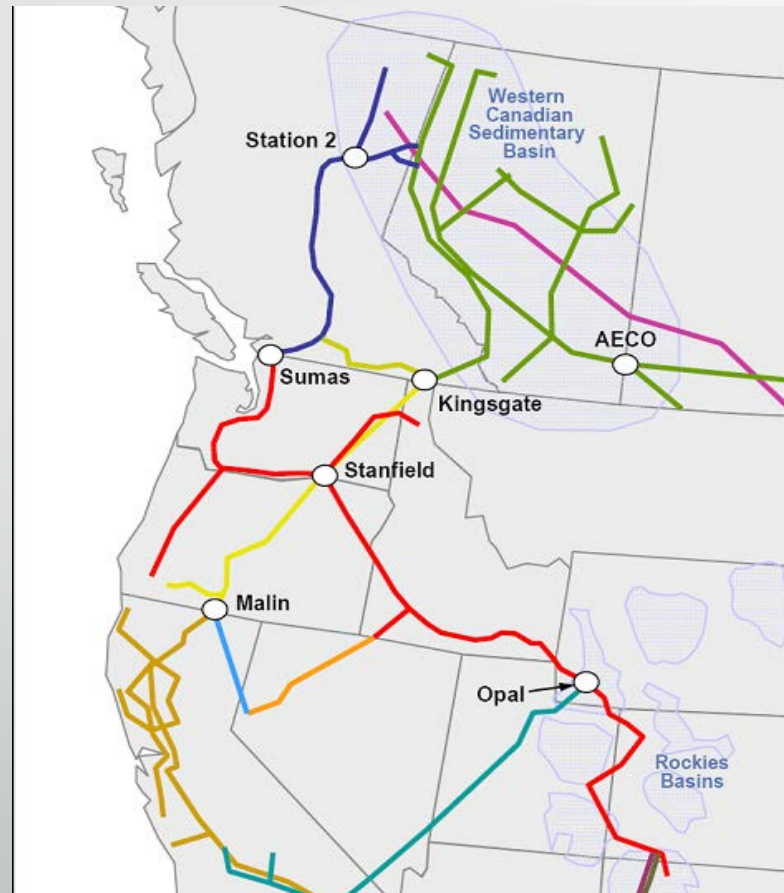 Western
Canadian
Sedimentary
Basin
Station 2
AECO
Sumas
Kingsgate
Stanfield
Malin
Opal
Rockies
Basins